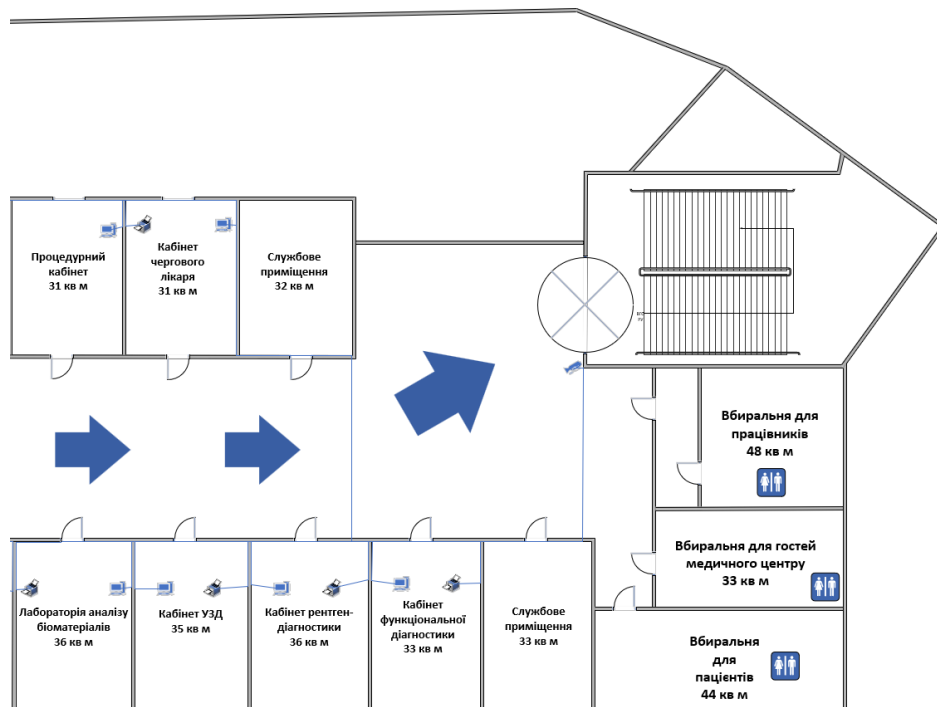 Процедурний
кабінет
31 кв м
Кабінет
чергового
лікаря
31 кв м
Службове
приміщення
32 кв м
Вбиральня для
працівників
48 кв м
Вбиральня для гостей
медичного центру
33 кв м
Лабораторія аналізу
біоматеріалів
36 кв м
Кабінет УЗД
35 кв м
Кабінет рентген-
діагностики
36 кв м
Кабінет
функціональної
діагностики
33 кв м
Службове
приміщення
33 кв м
Вбиральня
для
пацієнтів
44 кв м